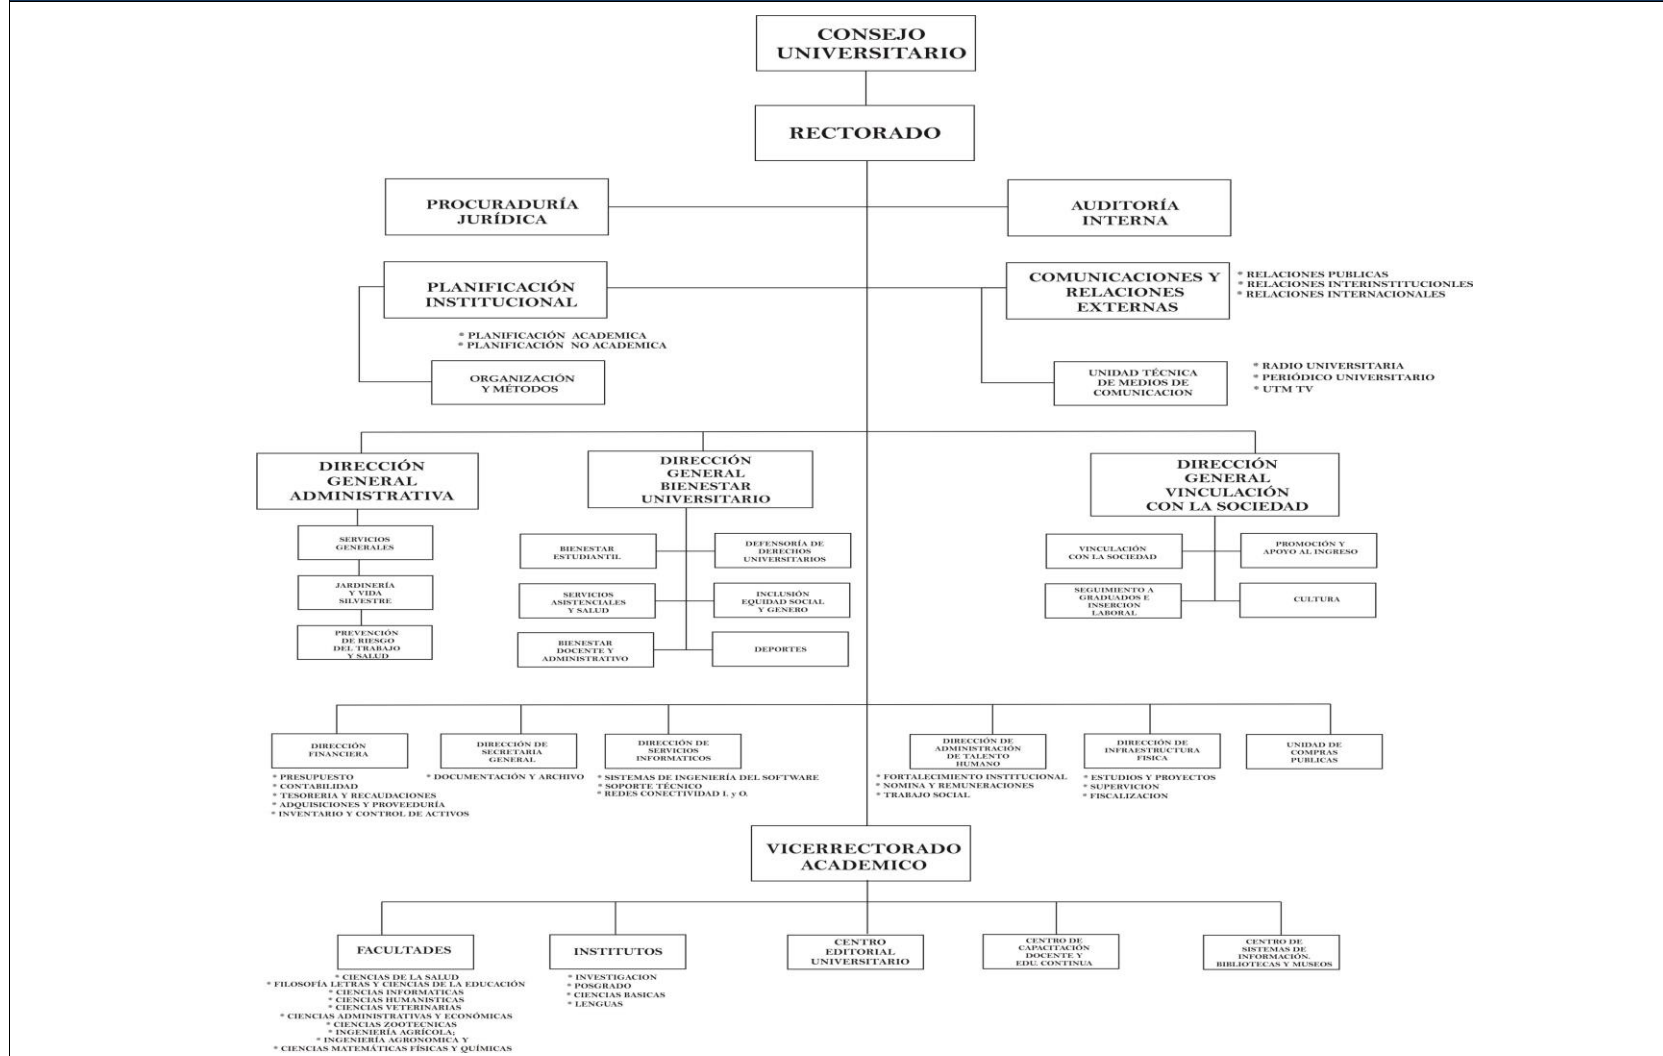 CONSEJO
UNIVERSITARIO
RECTORADO
PROCURADURÍA
JURÍDICA
AUDITORÍA
INTERNA
PLANIFICACIÓN
INSTITUCIONAL
* PLANIFICACIÓN ACADEMICA
* PLANIFICACIÓN NO ACADEMICA
ORGANIZACIÓN
Y MÉTODOS
COMUNICACIONES Y
RELACIONES
EXTERNAS
* RELACIONES PUBLICAS
* RELACIONES INTERINSTITUCIONLES
* RELACIONES INTERNACIONALES
UNIDAD TÉCNICA
DE MEDIOS DE
COMUNICACION
* RADIO UNIVERSITARIA
* PERIÓDICO UNIVERSITARIO
* UTM TV
DIRECCIÓN
GENERAL
ADMINISTRATIVA
SERVICIOS
GENERALES
JARDINERÍA
Y VIDA
SILVESTRE
PREVENCIÓN
DE RIESGO
DEL TRABAJO
Y SALUD
DIRECCIÓN
GENERAL
BIENESTAR
UNIVERSITARIO
BIENESTAR
ESTUDIANTIL
DEFENSORÍA DE
DERECHOS
UNIVERSITARIOS
SERVICIOS
ASISTENCIALES
Y SALUD
INCLUSIÓN
EQUIDAD SOCIAL
Y GENERO
BIENESTAR
DOCENTE Y
ADMINISTRATIVO
DEPORTES
DIRECCIÓN
GENERAL
VINCULACIÓN
CON LA SOCIEDAD
VINCULACIÓN
CON LA SOCIEDAD
PROMOCIÓN Y
APOYO AL INGRESO
SEGUIMIENTO A
GRADUADOS E
INSERCION
LABORAL
CULTURA
DIRECCIÓN
FINANCIERA
* PRESUPUESTO
* CONTABILIDAD
* TESORERIA Y RECAUDACIONES
* ADQUISICIONES Y PROVEEDURÍA
* INVENTARIO Y CONTROL DE ACTIVOS
DIRECCIÓN DE
SECRETARIA
GENERAL
* DOCUMENTACIÓN Y ARCHIVO
DIRECCIÓN DE
SERVICIOS
INFORMATICOS
* SISTEMAS DE INGENIERÍA DEL SOFTWARE
* SOPORTE TÉCNICO
* REDES CONECTIVIDAD I. y O.
DIRECCIÓN DE
ADMINISTRACIÓN
DE TALENTO
HUMANO
* FORTALECIMIENTO INSTITUCIONAL
* NOMINA Y REMUNERACIONES
* TRABAJO SOCIAL
DIRECCIÓN DE
INFRAESTRUCTURA
FISICA
* ESTUDIOS Y PROYECTOS
* SUPERVICION
* FISCALIZACION
UNIDAD DE
COMPRAS
PUBLICAS
VICERRECTORADO
ACADEMICO
FACULTADES
* CIENCIAS DE LA SALUD
* FILOSOFÍA LETRAS Y CIENCIAS DE LA EDUCACIÓN
* CIENCIAS INFORMATICAS
* CIENCIAS HUMANISTICAS
* CIENCIAS VETERINARIAS
* CIENCIAS ADMINISTRATIVAS Y ECONÓMICAS
* CIENCIAS ZOOTECNICAS
* INGENIERÍA AGRÍCOLA;
* INGENIERÍA AGRONOMICA Y
* CIENCIAS MATEMÁTICAS FÍSICAS Y QUÍMICAS
INSTITUTOS
* INVESTIGACION
* POSGRADO
* CIENCIAS BASICAS
* LENGUAS
CENTRO
EDITORIAL
UNIVERSITARIO
CENTRO DE
CAPACITACIÓN
DOCENTE Y
EDU. CONTINUA
CENTRO DE
SISTEMAS DE
INFORMACIÓN.
BIBLIOTECAS Y MUSEOS